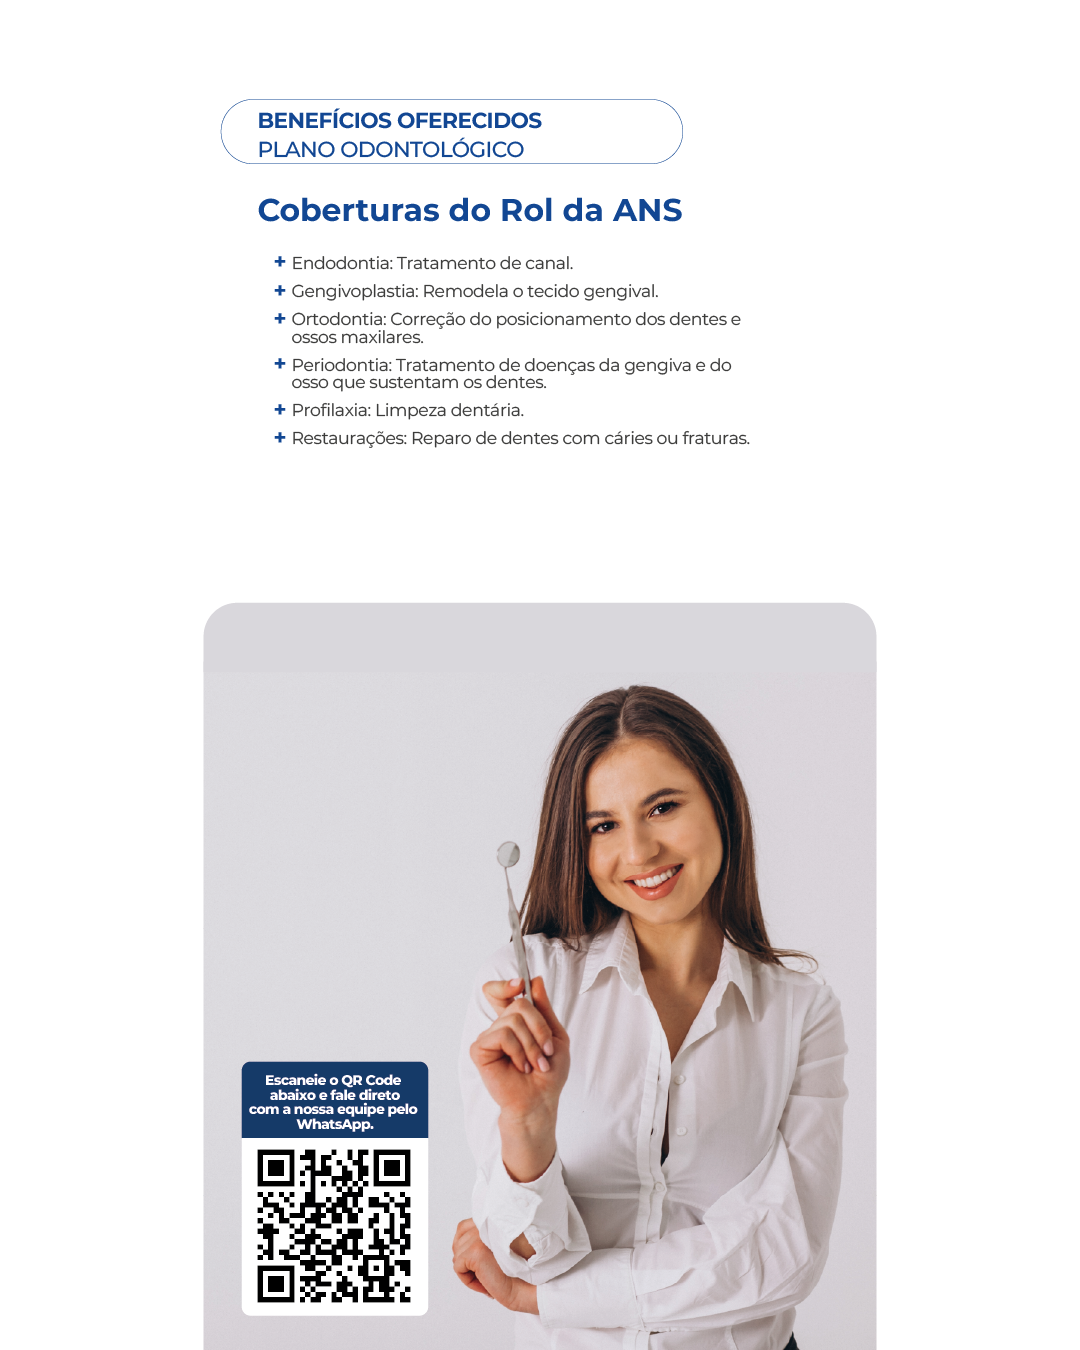 BENEFÍCIOS OFERECIDOS
PLANO ODONTOLÓGICO
Coberturas do Rol da ANS
+ Endodontia: Tratamento de canal.
+ Gengivoplastia: Remodela o tecido gengival.
+ Ortodontia: Correção do posicionamento dos dentes e
ossos maxilares.
+ Periodontia: Tratamento de doenças da gengiva e do
osso que sustentam os dentes.
+ Profilaxia: Limpeza dentária.
+ Restaurações: Reparo de dentes com cáries ou fraturas.
Escaneie o QR Code
abaixo e fale direto
com a nossa equipe pelo
WhatsApp.